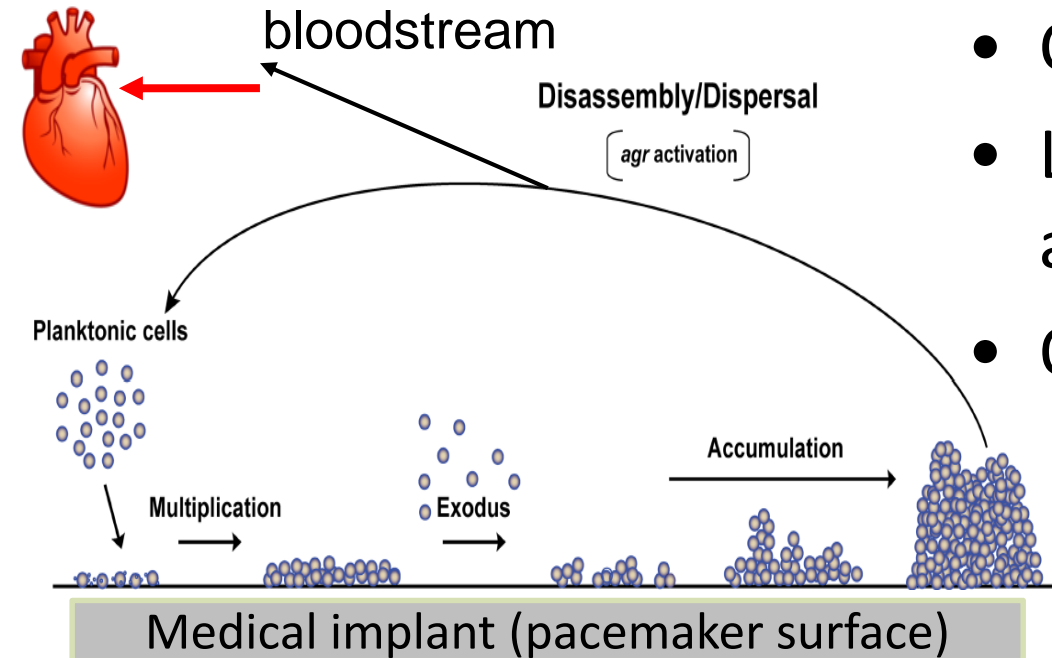 bloodstream
Disassembly/Dispersal
agr activation
Planktonic cells
Multiplication
Exodus
Accumulation
Medical implant (pacemaker surface)